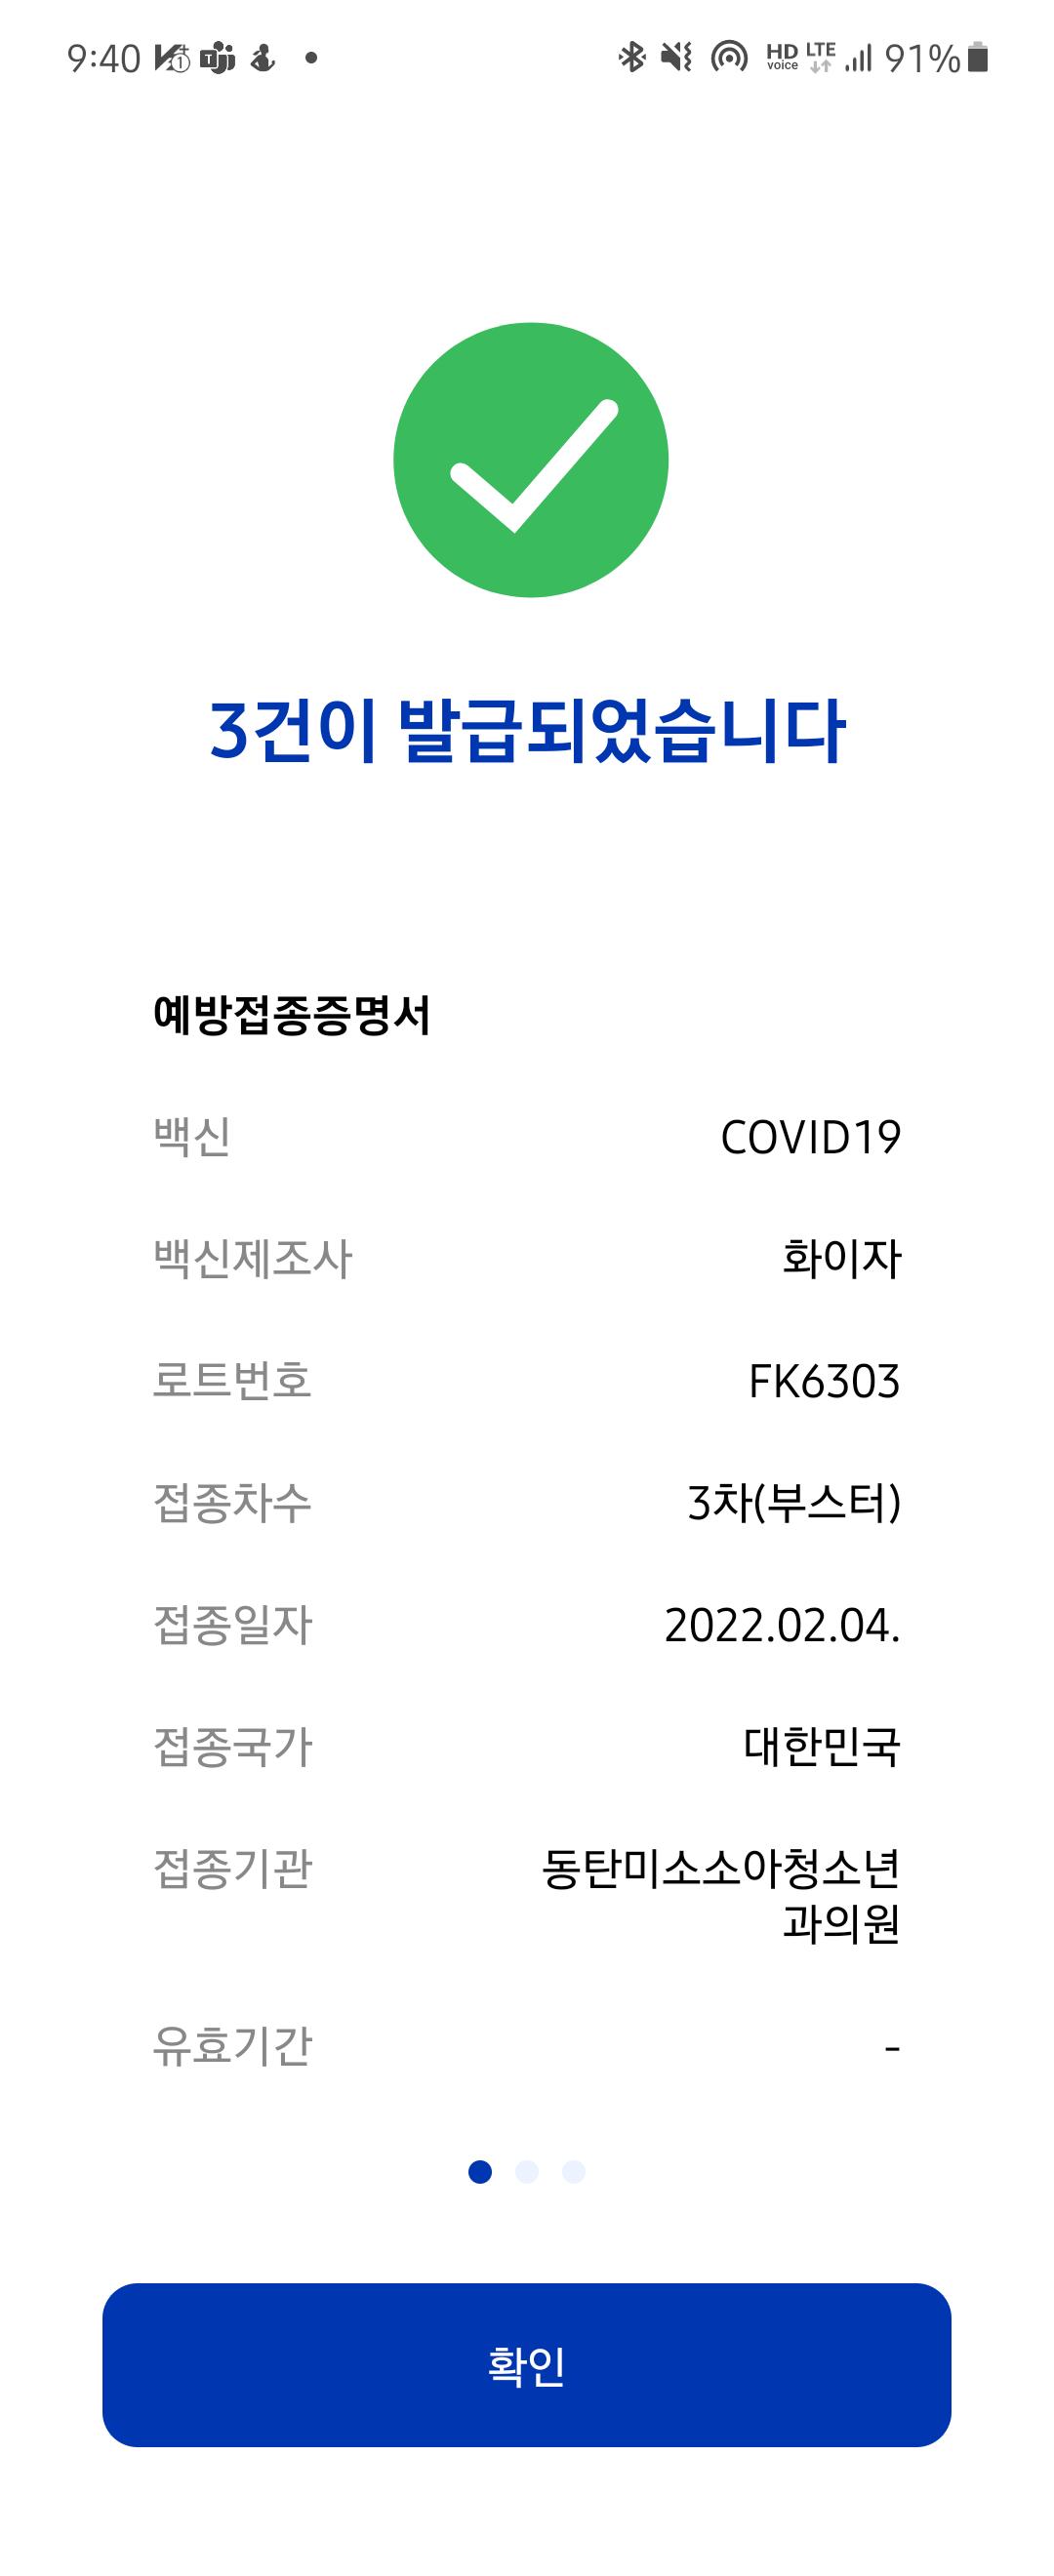 9:40
HD voice LTE 91%
3건이 발급되었습니다
예방접종증명서
백신 COVID19
백신제조사 화이자
로트번호 FK6303
접종차수 3차(부스터)
접종일자 2022.02.04.
접종국가 대한민국
접종기관 동탄미소소아청소년
과의원
유효기간 -
확인